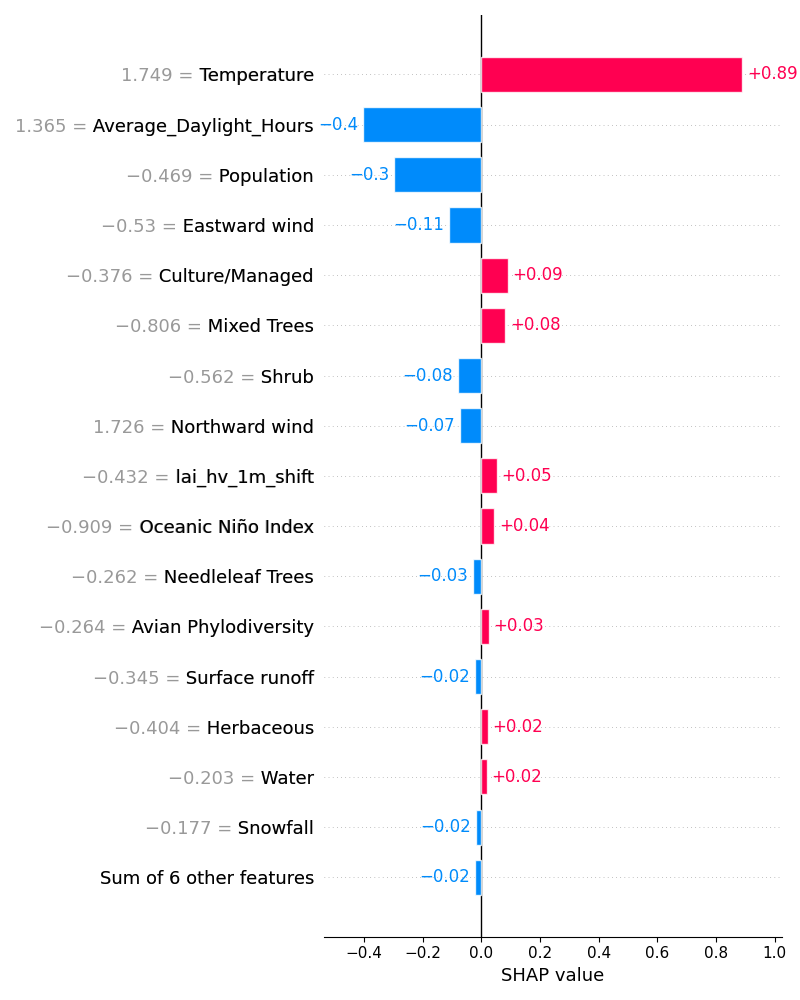 1.749 = Temperature +0.89
1.365 = Average_Daylight_Hours −0.4
−0.469 = Population −0.3
−0.53 = Eastward wind −0.11
−0.376 = Culture/Managed +0.09
−0.806 = Mixed Trees +0.08
−0.562 = Shrub −0.08
1.726 = Northward wind −0.07
−0.432 = lai_hv_1m_shift +0.05
−0.909 = Oceanic Niño Index +0.04
−0.262 = Needleleaf Trees −0.03
−0.264 = Avian Phylodiversity +0.03
−0.345 = Surface runoff −0.02
−0.404 = Herbaceous +0.02
−0.203 = Water +0.02
−0.177 = Snowfall −0.02
Sum of 6 other features −0.02
−0.4 −0.2 0.0 0.2 0.4 0.6 0.8 1.0
SHAP value